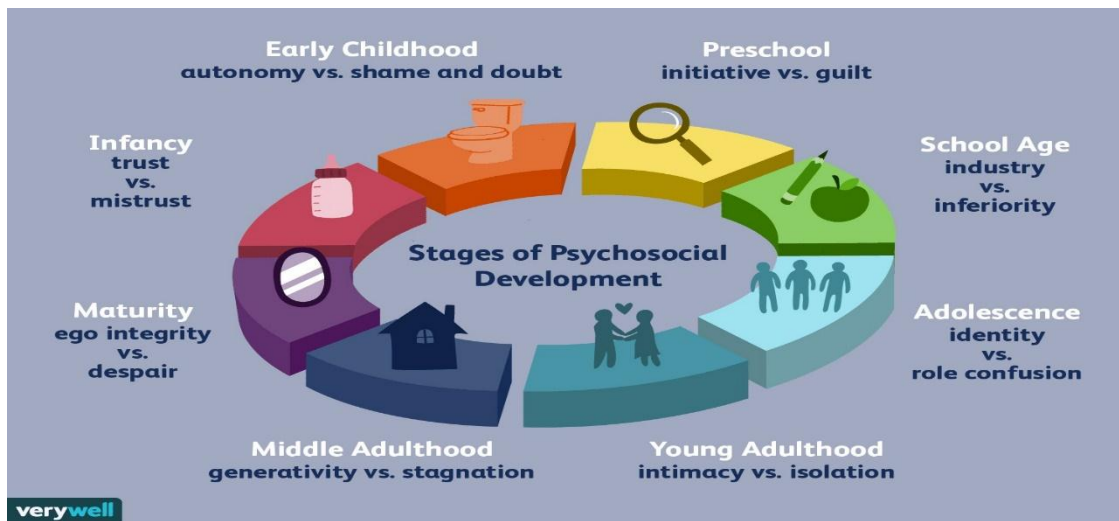 Early Childhood
autonomy vs. shame and doubt
Preschool
initiative vs. guilt
Infancy
trust
vs.
mistrust
School Age
industry
vs.
inferiority
Stages of Psychosocial
Development
Maturity
ego integrity
vs.
despair
Adolescence
identity
vs.
role confusion
Middle Adulthood
generativity vs. stagnation
Young Adulthood
intimacy vs. isolation
verywell